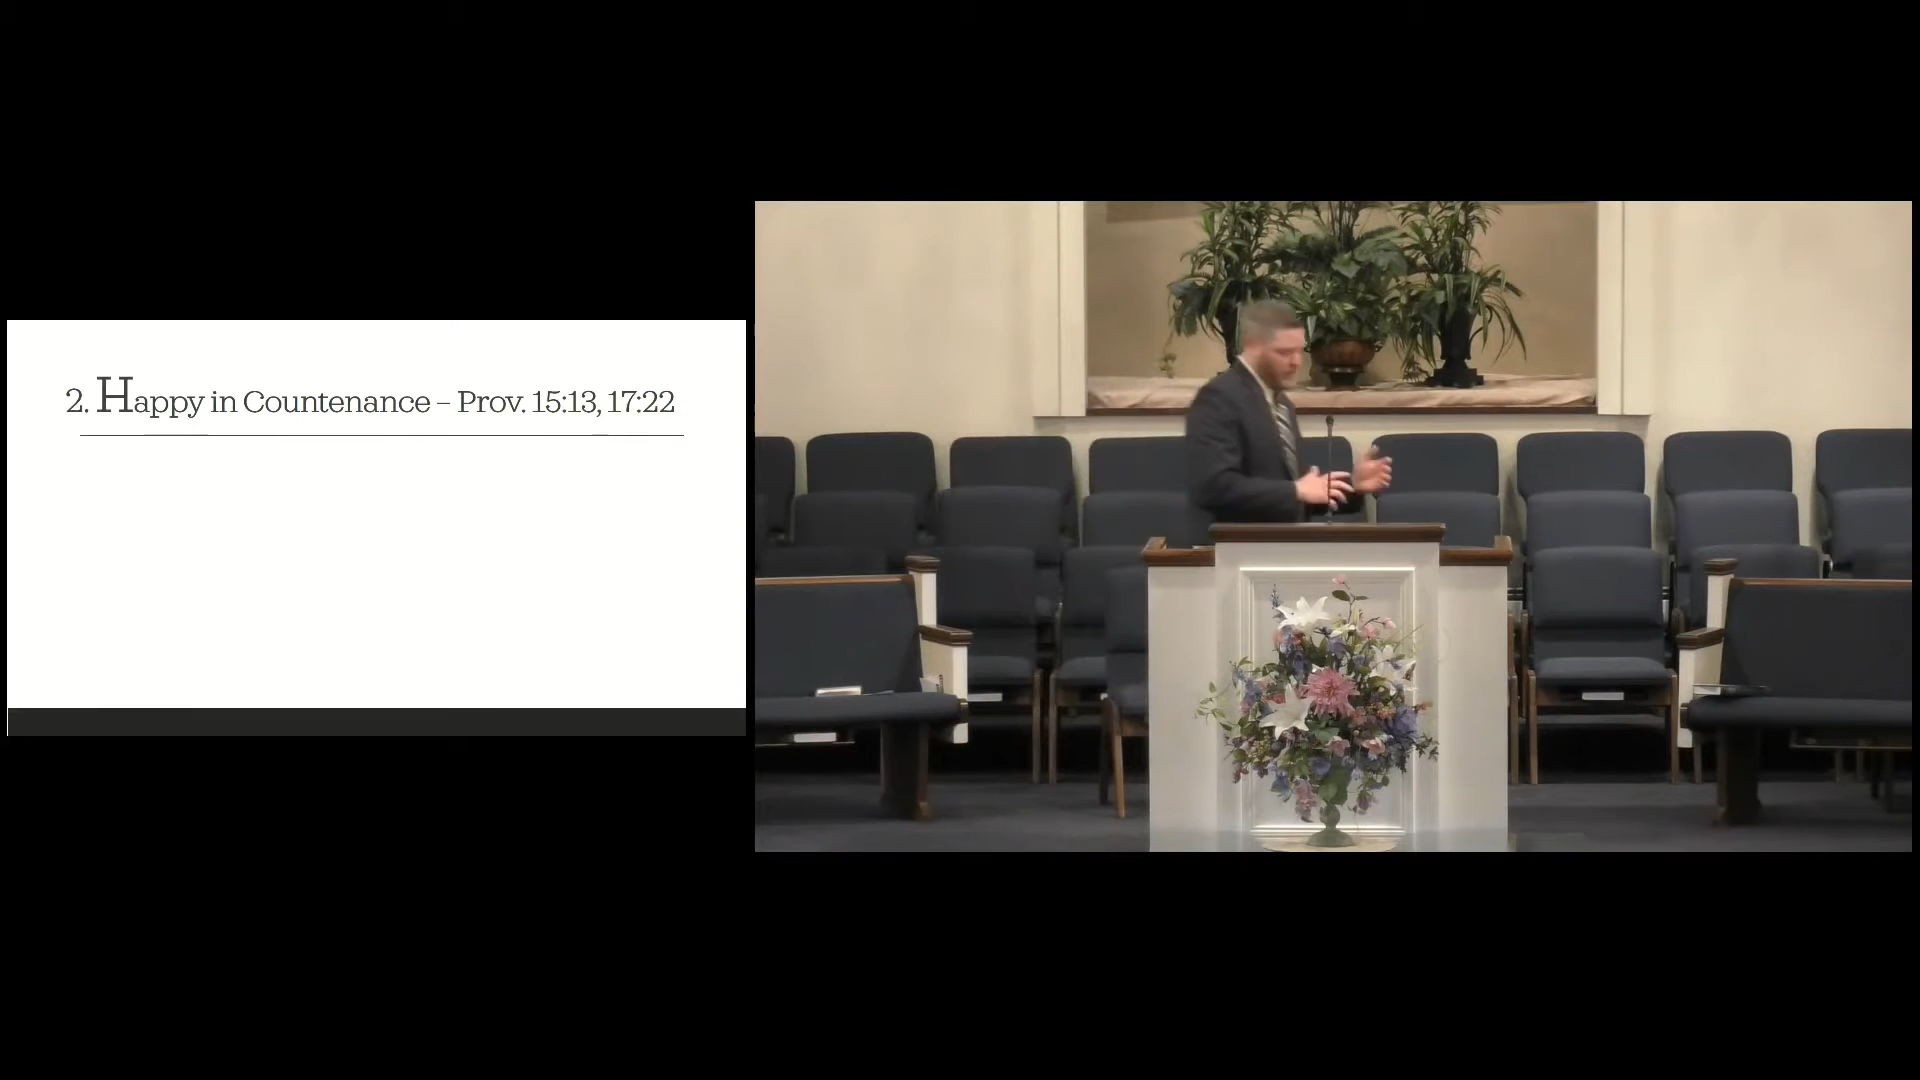 2. Happy in Countenance – Prov. 15:13, 17:22